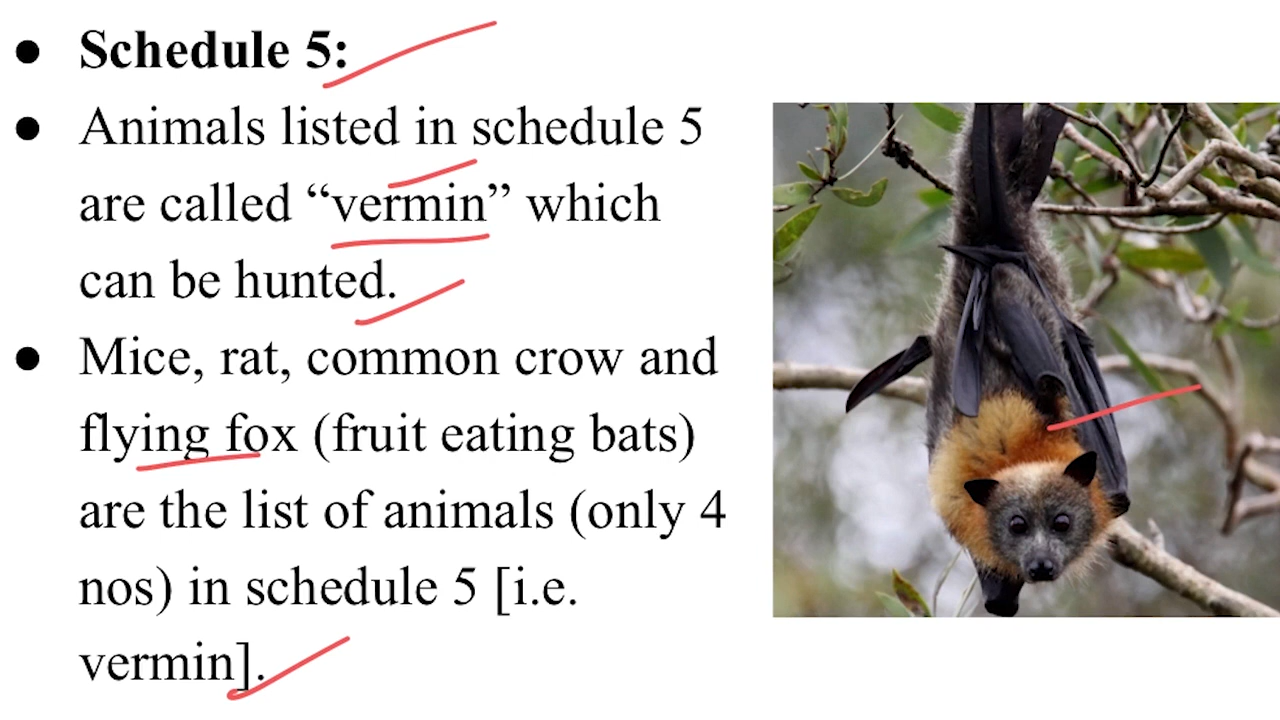 ● Schedule 5:
● Animals listed in schedule 5
are called “vermin” which
can be hunted.
● Mice, rat, common crow and
flying fox (fruit eating bats)
are the list of animals (only 4
nos) in schedule 5 [i.e.
vermin].